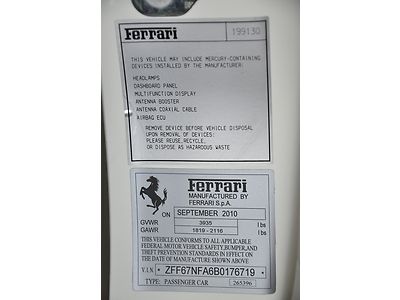 Ferrari 199130
THIS VEHICLE MAY INCLUDE MERCURY-CONTAINING
DEVICES INSTALLED BY THE MANUFACTURER:
HEADLAMPS
DASHBOARD PANEL
MULTIFUNCTION DISPLAY
ANTENNA BOOSTER
ANTENNA COAXIAL CABLE
AIRBAG ECU
REMOVE DEVICE BEFORE VEHICLE DISPOSAL
UPON REMOVAL OF DEVICES:
PLEASE REUSE, RECYCLE,
OR DISPOSE AS HAZARDOUS WASTE
Ferrari
MANUFACTURED BY
FERRARI S.p.A.
ON SEPTEMBER 2010
GVWR 3935 lbs
GAWR 1819 - 2116 lbs
THIS VEHICLE CONFORMS TO ALL APPLICABLE
FEDERAL MOTOR VEHICLE SAFETY, BUMPER, AND
THEFT PREVENTION STANDARDS IN EFFECT ON
THE DATE OF MANUFACTURE SHOWN ABOVE
V.I.N. ZFF67NFA6B0176719
TYPE: PASSENGER CAR 265396